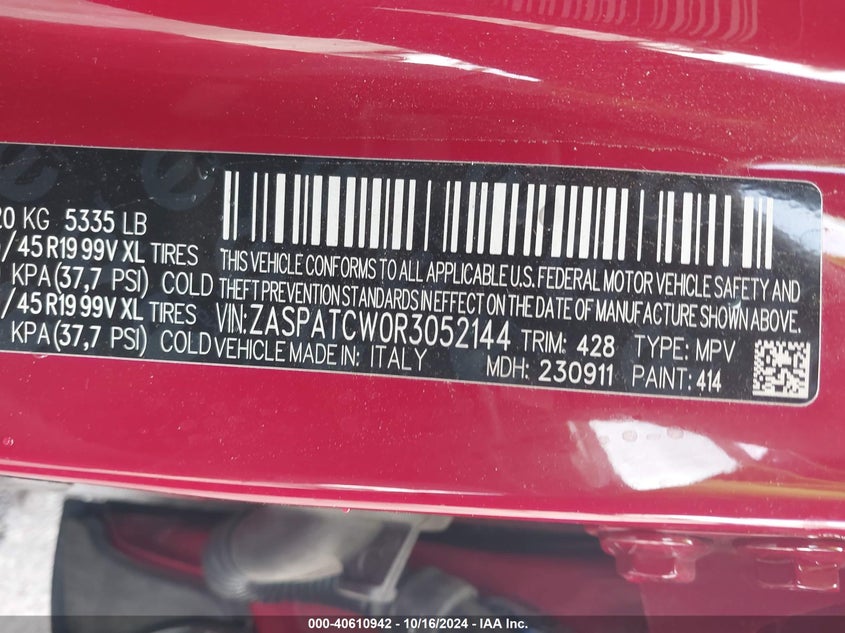 20 KG 5335 LB
/45 R19 99V XL TIRES
KPA (37,7 PSI) COLD
/45 R19 99V XL TIRES
KPA (37,7 PSI) COLD
THIS VEHICLE CONFORMS TO ALL APPLICABLE U.S. FEDERAL MOTOR VEHICLE SAFETY AND
THEFT PREVENTION STANDARDS IN EFFECT ON THE DATE OF MANUFACTURE SHOWN ABOVE.
VIN: ZASPATCW0R3052144 TRIM: 428 TYPE: MPV
VEHICLE MADE IN: ITALY MDH: 230911 PAINT: 414
000-40610942 - 10/16/2024 - IAA Inc.